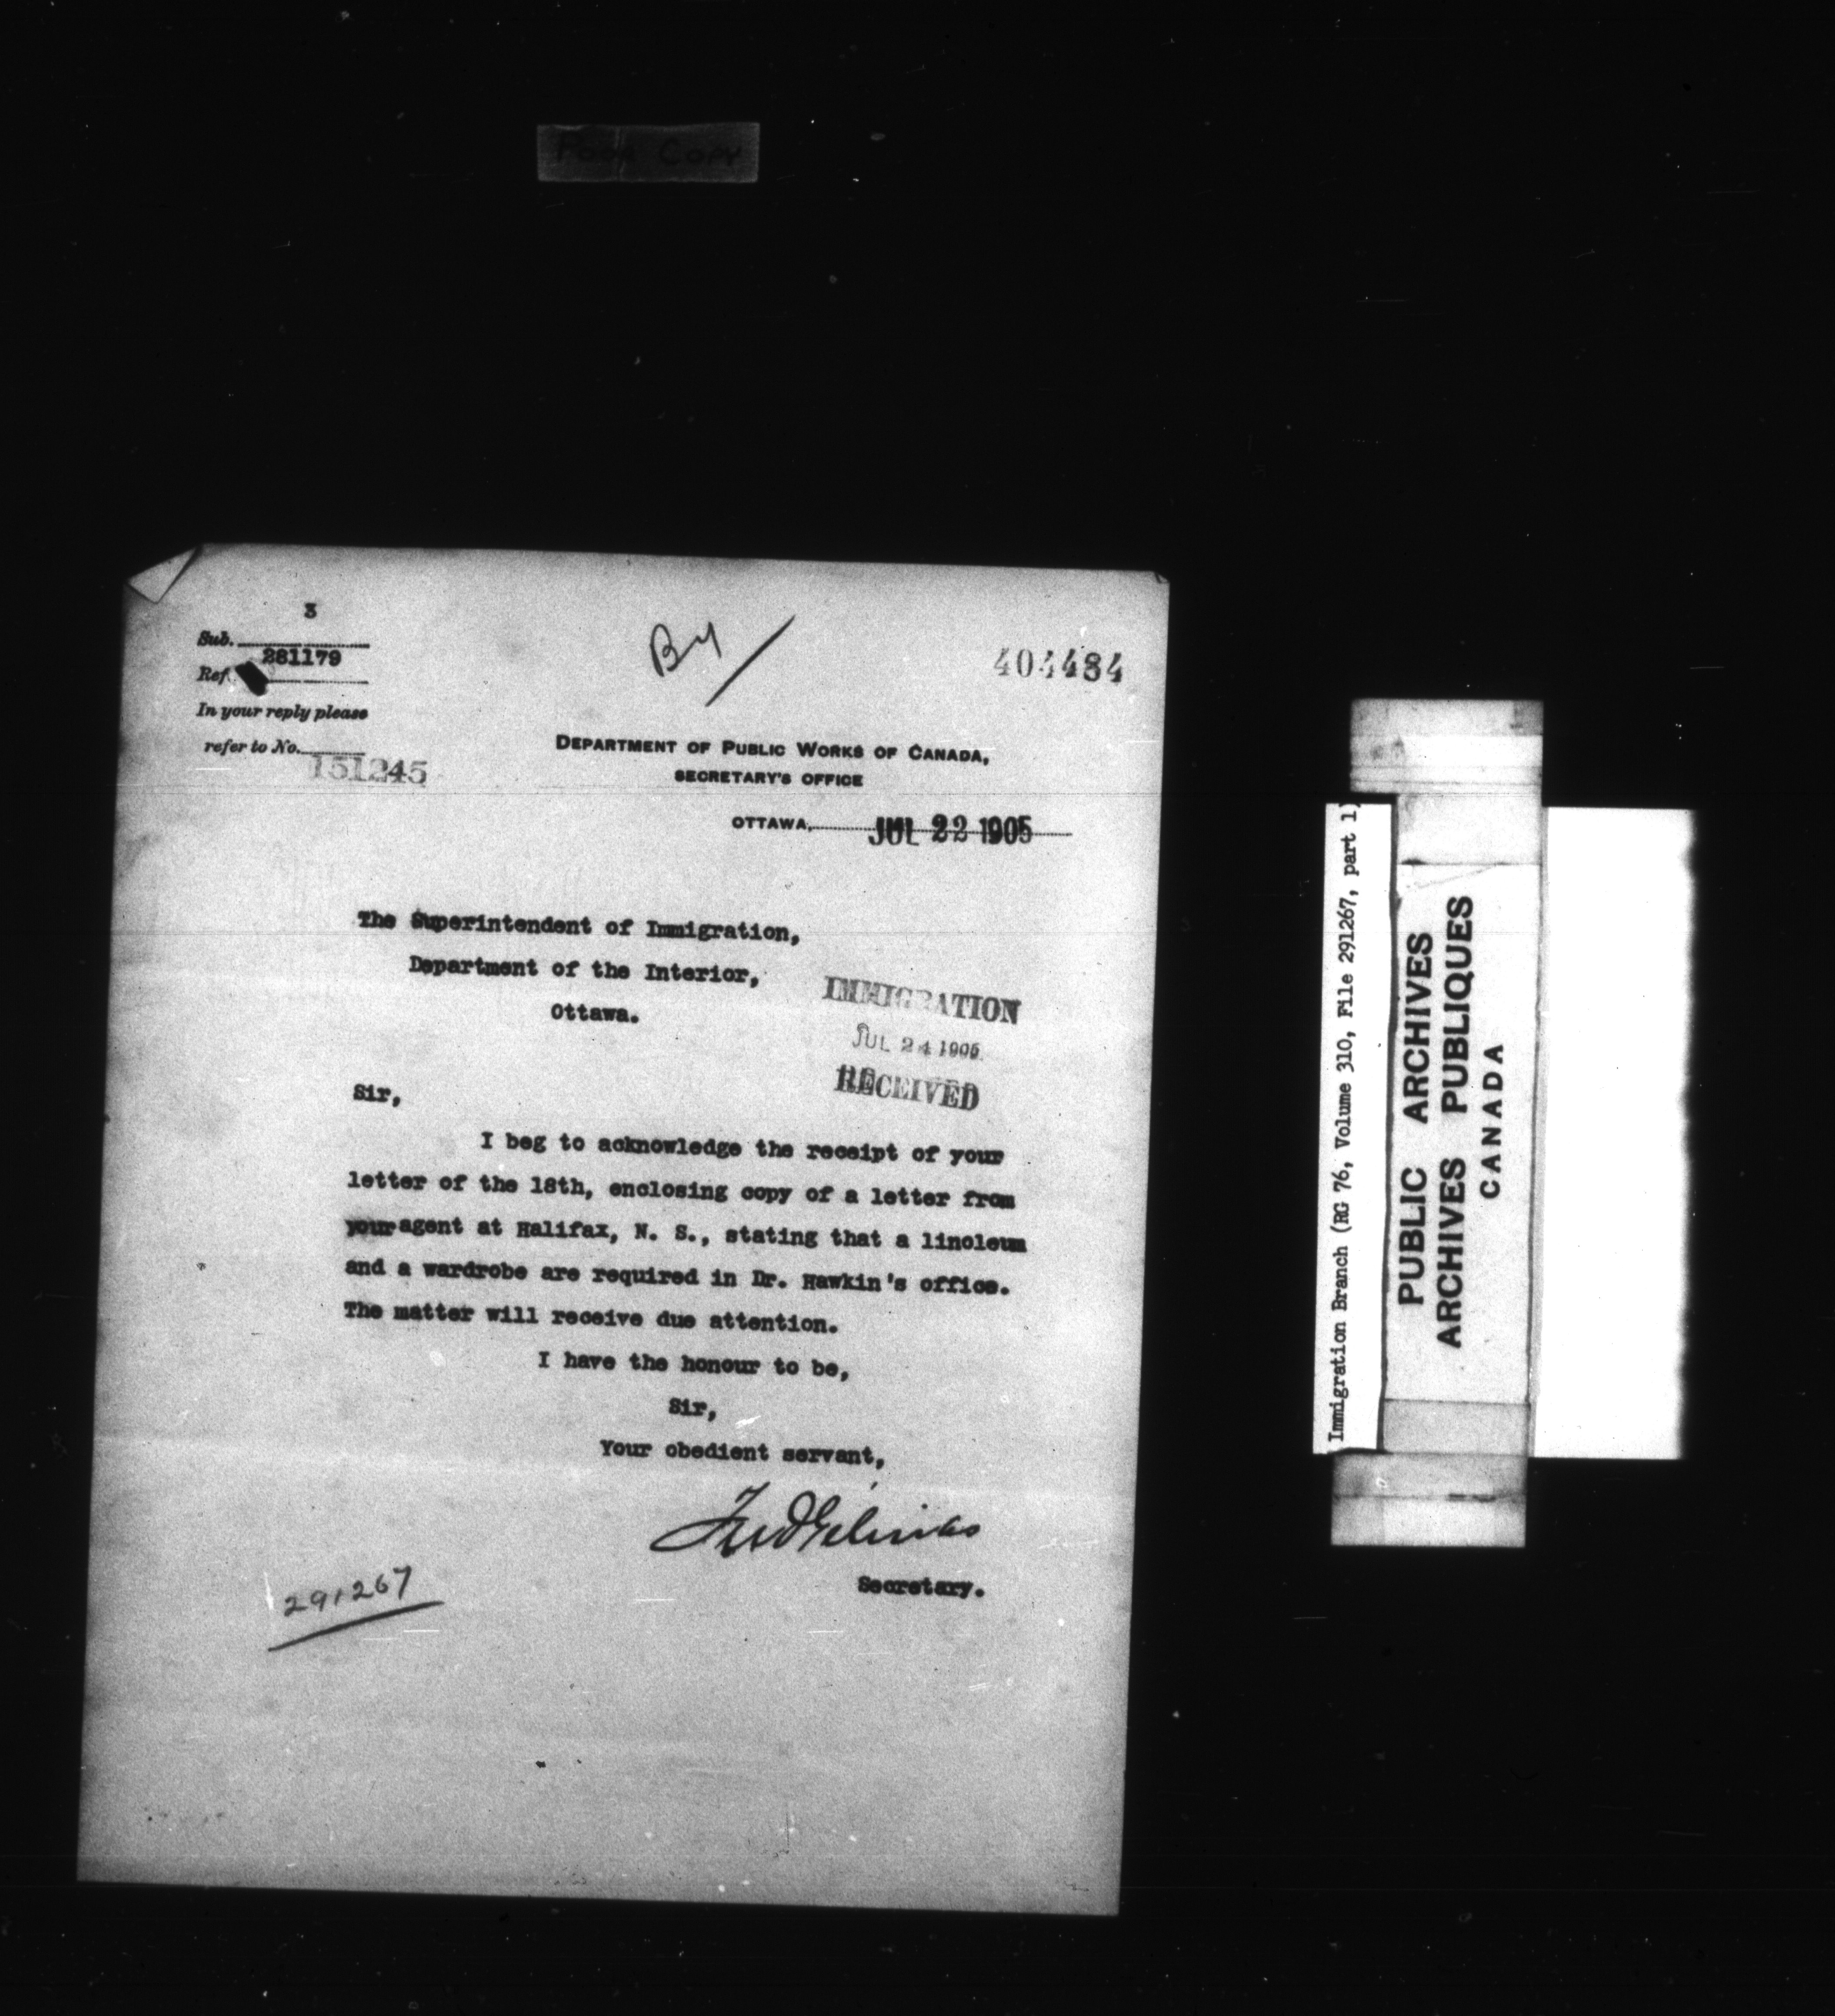 Poor Copy
3
Sub.
281179
Ref.
In your reply please
refer to No.
151245
By
404484
DEPARTMENT OF PUBLIC WORKS OF CANADA,
SECRETARY'S OFFICE
OTTAWA, JUL 22 1905
The Superintendent of Immigration,
Department of the Interior,
Ottawa.
IMMIGRATION
JUL 24 1905
RECEIVED
Sir,
I beg to acknowledge the receipt of your
letter of the 18th, enclosing copy of a letter from
your agent at Halifax, N. S., stating that a linoleum
and a wardrobe are required in Dr. Hawkin's office.
The matter will receive due attention.
I have the honour to be,
Sir,
Your obedient servant,
Fred Gélinas
Secretary.
291267
Immigration Branch (RG 76, Volume 310, File 291267, part 1)
PUBLIC ARCHIVES
ARCHIVES PUBLIQUES
CANADA